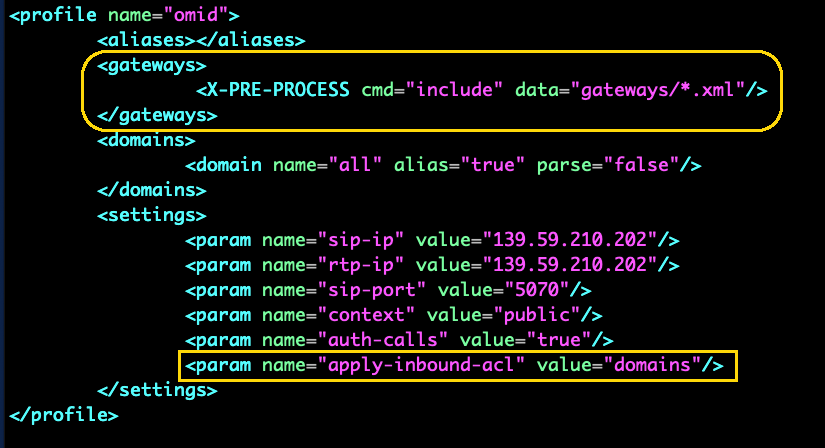 <profile name="omid">
<aliases></aliases>
<gateways>
<X-PRE-PROCESS cmd="include" data="gateways/*.xml"/>
</gateways>
<domains>
<domain name="all" alias="true" parse="false"/>
</domains>
<settings>
<param name="sip-ip" value="139.59.210.202"/>
<param name="rtp-ip" value="139.59.210.202"/>
<param name="sip-port" value="5070"/>
<param name="context" value="public"/>
<param name="auth-calls" value="true"/>
<param name="apply-inbound-acl" value="domains"/>
</settings>
</profile>